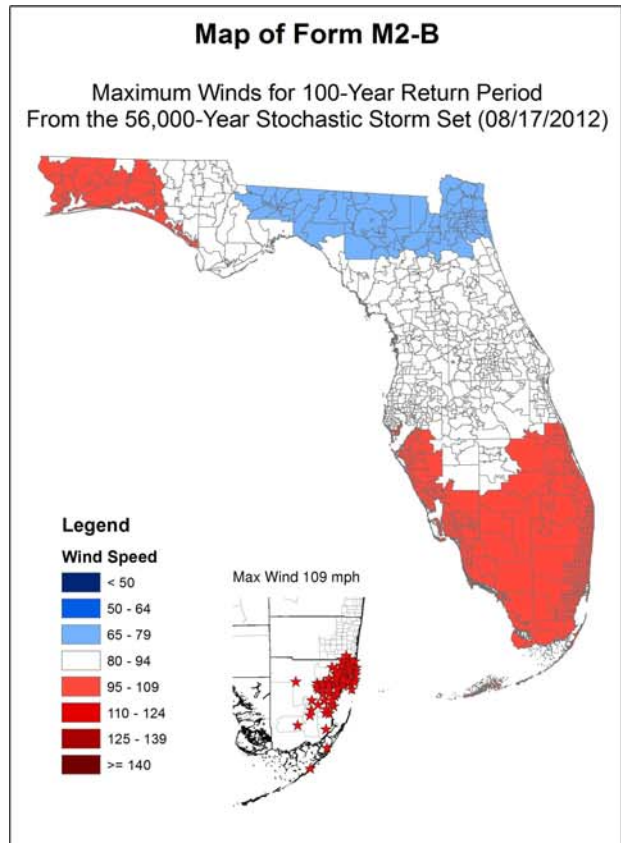 Map of Form M2-B
Maximum Winds for 100-Year Return Period
From the 56,000-Year Stochastic Storm Set (08/17/2012)
Legend
Wind Speed
< 50
50 - 64
65 - 79
80 - 94
95 - 109
110 - 124
125 - 139
>= 140
Max Wind 109 mph